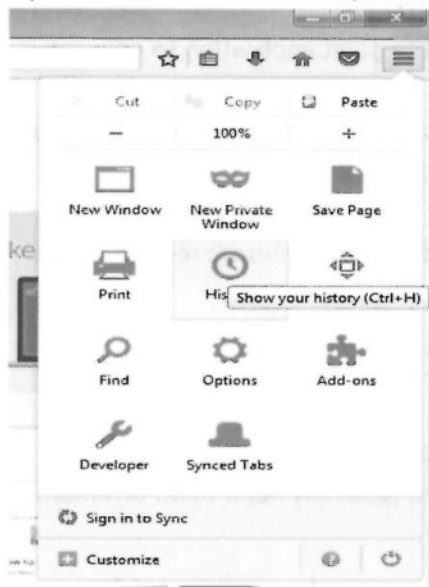 Cut Copy Paste
− 100% +
New Window New Private Window Save Page
Print His Show your history (Ctrl+H)
Find Options Add-ons
Developer Synced Tabs
Sign in to Sync
Customize
ke